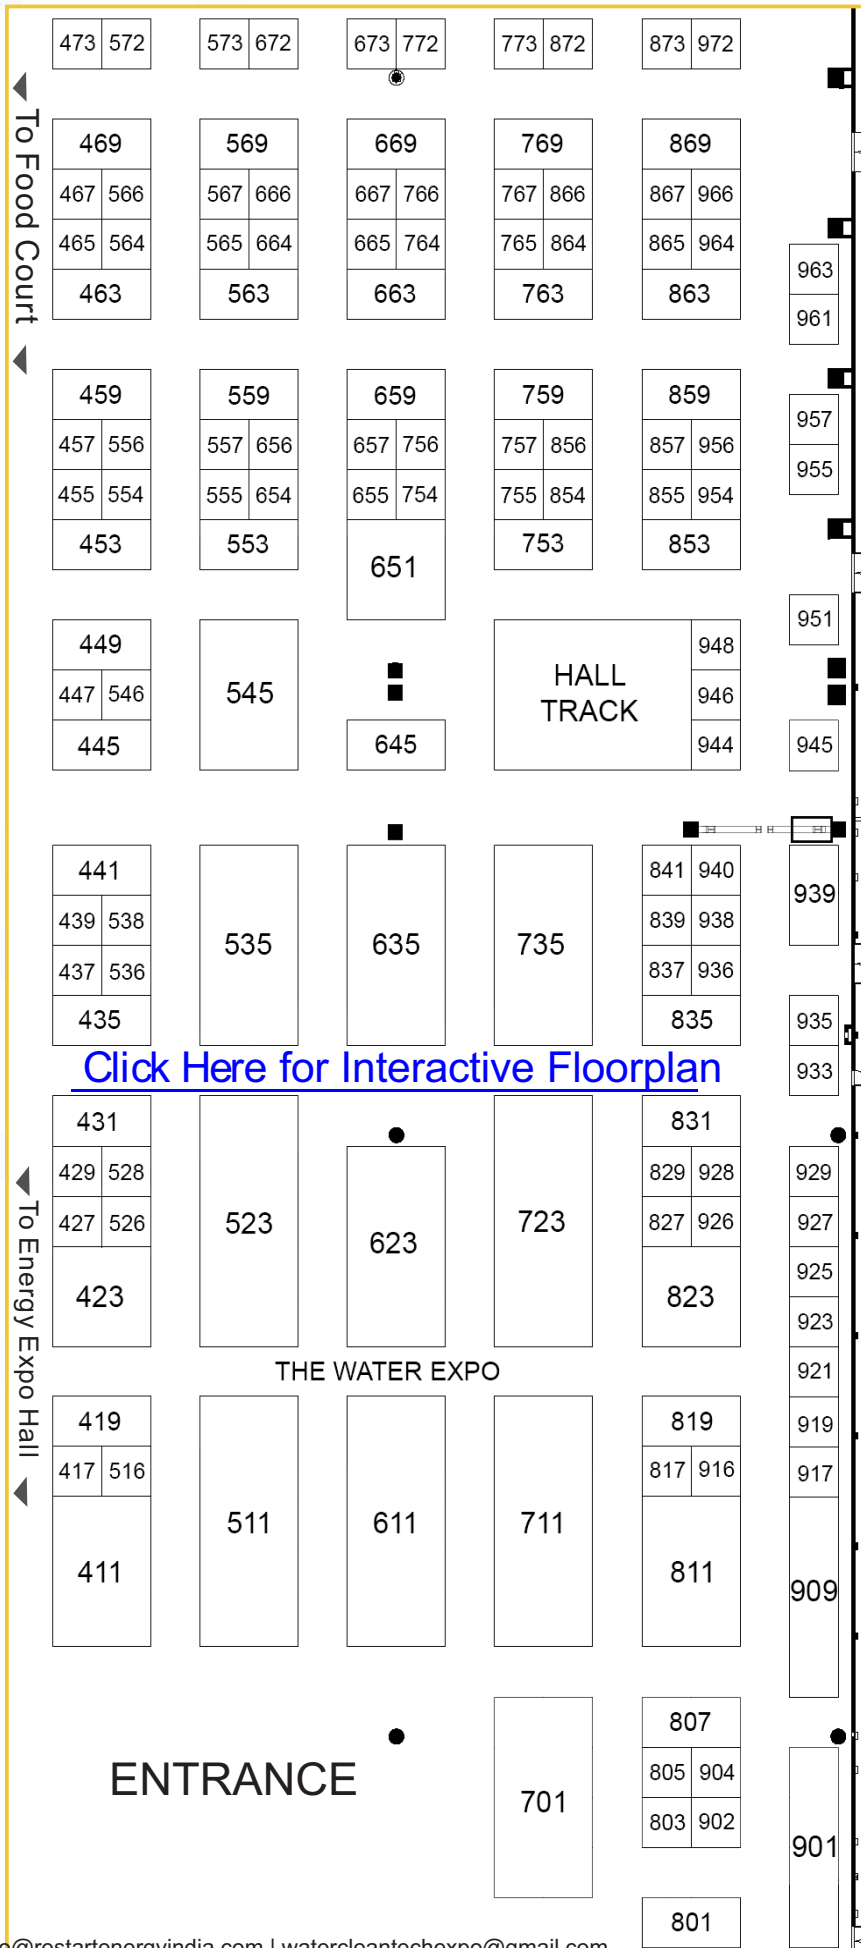 473 572 573 672 673 772 773 872 873 972
To Food Court
469 569 669 769 869
467 566 567 666 667 766 767 866 867 966
465 564 565 664 665 764 765 864 865 964
963
463 563 663 763 863
961
459 559 659 759 859
957
457 556 557 656 657 756 757 856 857 956
955
455 554 555 654 655 754 755 854 855 954
453 553 753 853
651
951
449 948
HALL
TRACK
447 546 545 946
445 645 944 945
441 841 940
939
439 538 839 938
535 635 735
437 536 837 936
435 835 935
Click Here for Interactive Floorplan
933
431 831
429 528 829 928 929
To Energy Expo Hall
427 526 523 723 827 926 927
623
925
423 823
923
THE WATER EXPO
921
419 819 919
417 516 817 916 917
511 611 711
411 811
909
807
ENTRANCE
805 904
701
803 902
901
801
@restartenergyindia.com | watercleantechexpo@gmail.com